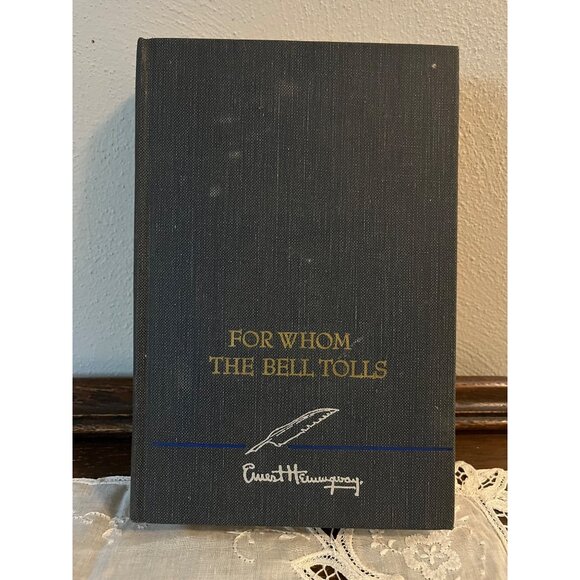 FOR WHOM
THE BELL TOLLS
Ernest Hemingway.